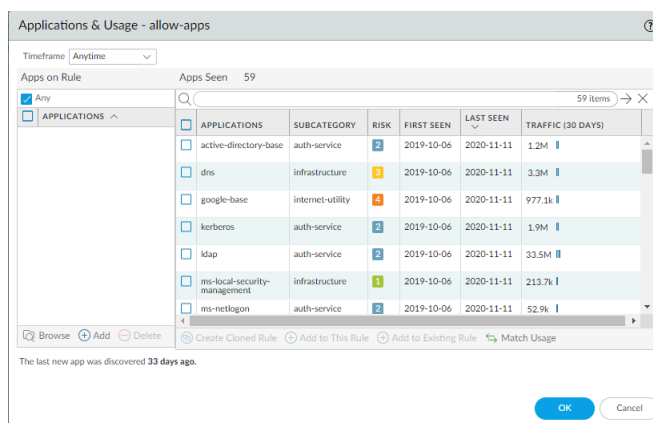 Applications & Usage - allow-apps
Timeframe Anytime
Apps on Rule
Apps Seen 59
Any
59 items
APPLICATIONS
APPLICATIONS SUBCATEGORY RISK FIRST SEEN LAST SEEN TRAFFIC (30 DAYS)
active-directory-base auth-service 2 2019-10-06 2020-11-11 1.2M
dns infrastructure 3 2019-10-06 2020-11-11 3.3M
google-base internet-utility 4 2019-10-06 2020-11-11 977.1k
kerberos auth-service 2 2019-10-06 2020-11-11 1.9M
ldap auth-service 2 2019-10-06 2020-11-11 33.5M
ms-local-security-management infrastructure 1 2019-10-06 2020-11-11 213.7k
ms-netlogon auth-service 2 2019-10-06 2020-11-11 52.9k
Browse Add Delete
Create Cloned Rule Add to This Rule Add to Existing Rule Match Usage
The last new app was discovered 33 days ago.
OK Cancel